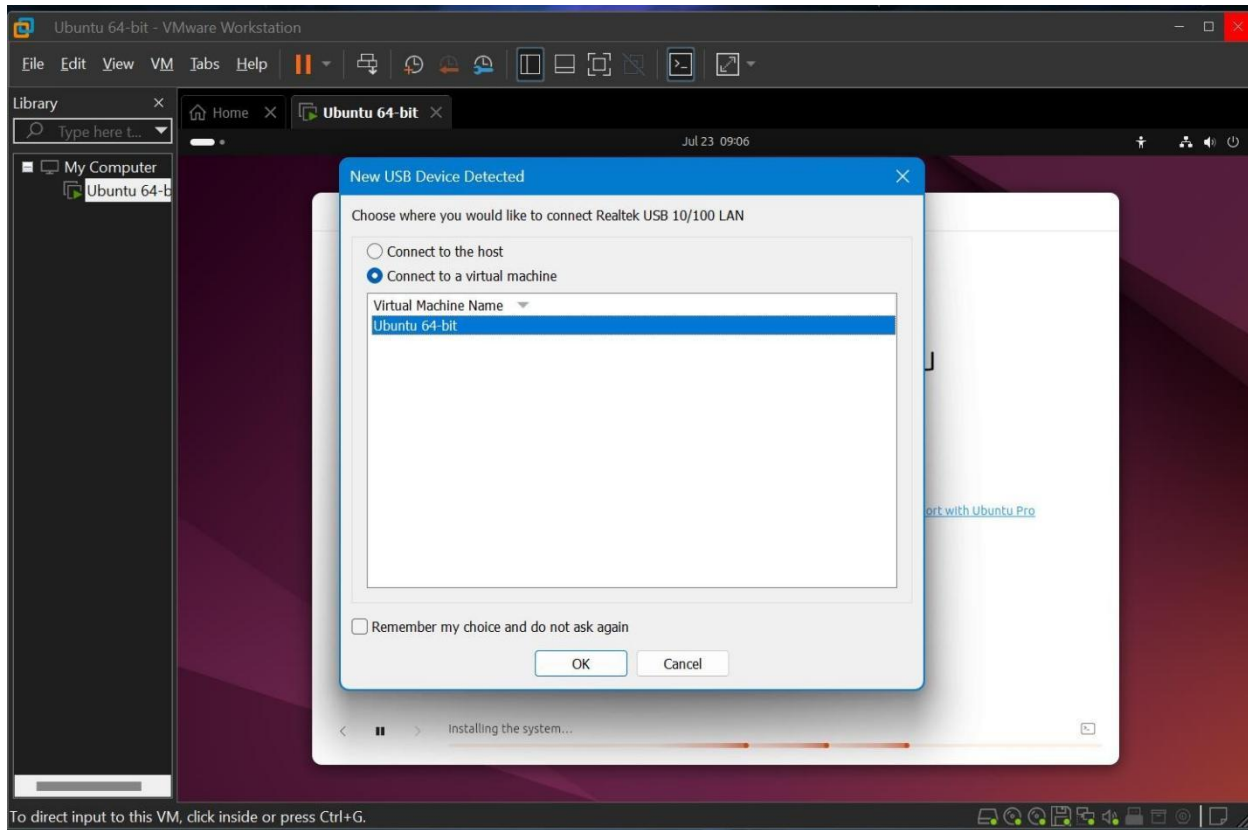 Ubuntu 64-bit - VMware Workstation
File Edit View VM Tabs Help
Library
Home
Ubuntu 64-bit
Type here t...
Jul 23 09:06
My Computer
Ubuntu 64-b
New USB Device Detected
Choose where you would like to connect Realtek USB 10/100 LAN
Connect to the host
Connect to a virtual machine
Virtual Machine Name
Ubuntu 64-bit
ort with Ubuntu Pro
Remember my choice and do not ask again
OK Cancel
Installing the system...
To direct input to this VM, click inside or press Ctrl+G.